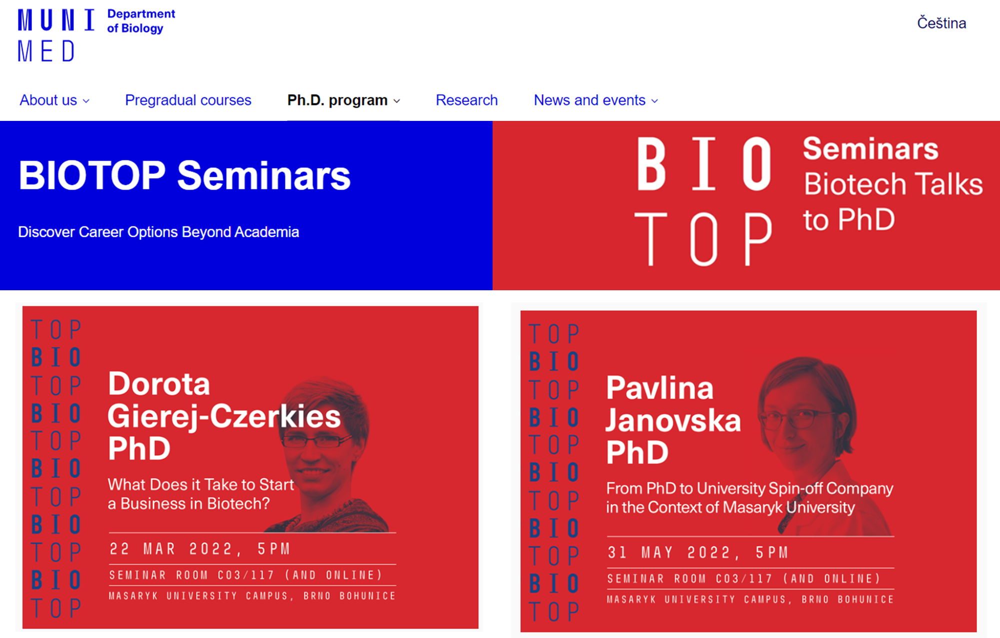 MUNI Department
of Biology
MED
Čeština
About us
Pregradual courses
Ph.D. program
Research
News and events
BIOTOP Seminars
Discover Career Options Beyond Academia
BIO
TOP
Seminars
Biotech Talks
to PhD
TOP
BIO
TOP
BIO
TOP
BIO
TOP
BIO
TOP
BIO
TOP
Dorota
Gierej-Czerkies
PhD
What Does it Take to Start
a Business in Biotech?
22 MAR 2022, 5PM
SEMINAR ROOM C03/117 (AND ONLINE)
MASARYK UNIVERSITY CAMPUS, BRNO BOHUNICE
TOP
BIO
TOP
BIO
TOP
BIO
TOP
BIO
TOP
BIO
TOP
Pavlina
Janovska
PhD
From PhD to University Spin-off Company
in the Context of Masaryk University
31 MAY 2022, 5PM
SEMINAR ROOM C03/117 (AND ONLINE)
MASARYK UNIVERSITY CAMPUS, BRNO BOHUNICE